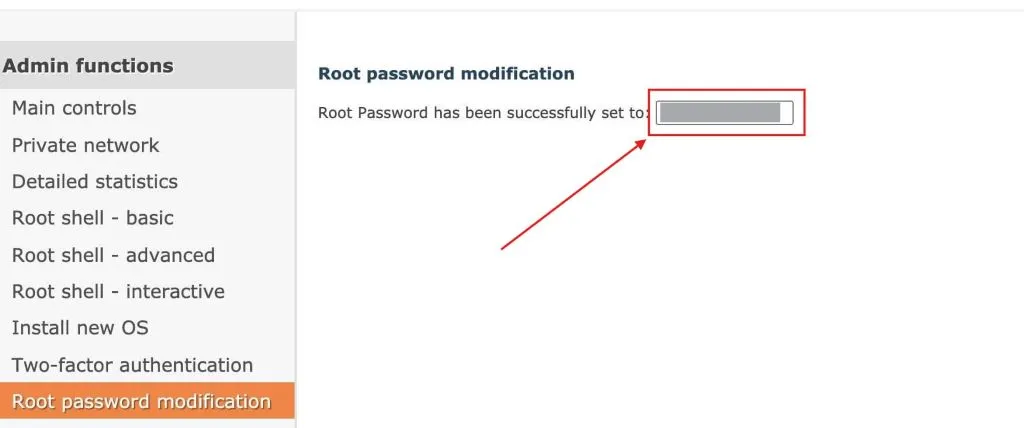 Admin functions
Main controls
Private network
Detailed statistics
Root shell - basic
Root shell - advanced
Root shell - interactive
Install new OS
Two-factor authentication
Root password modification
Root password modification
Root Password has been successfully set to: